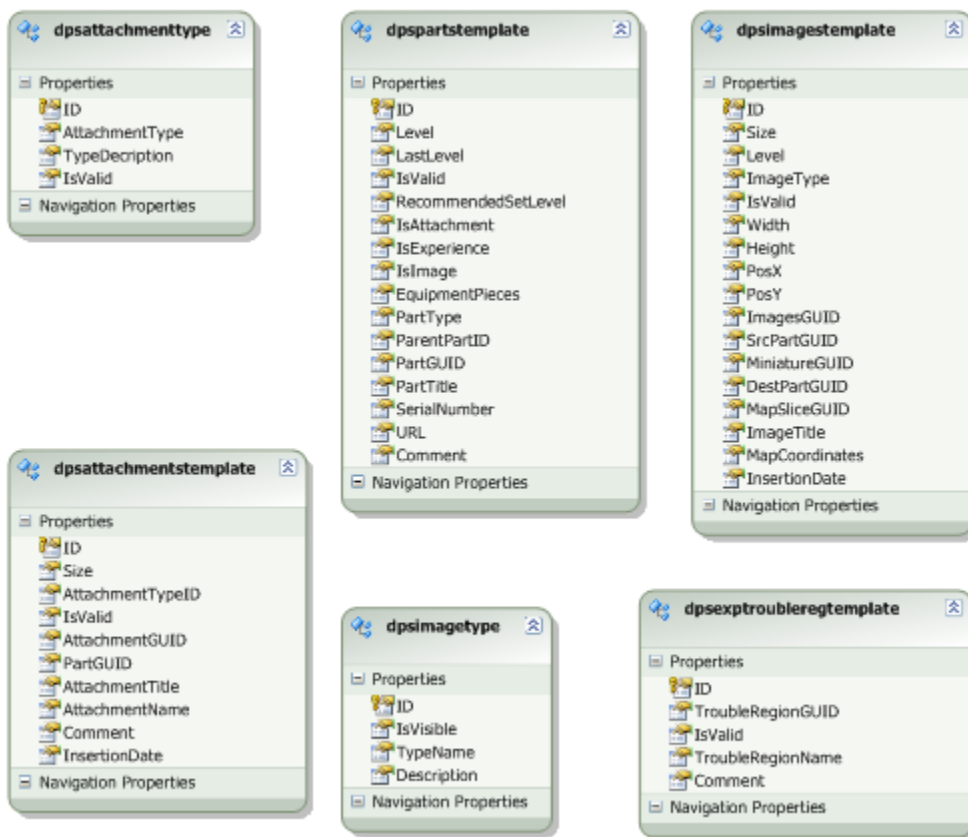 dpsattachmenttype
Properties
ID
AttachmentType
TypeDecription
IsValid
Navigation Properties
dpspartstemplate
Properties
ID
Level
LastLevel
IsValid
RecommendedSetLevel
IsAttachment
IsExperience
IsImage
EquipmentPieces
PartType
ParentPartID
PartGUID
PartTitle
SerialNumber
URL
Comment
Navigation Properties
dpsimagestemplate
Properties
ID
Size
Level
ImageType
IsValid
Width
Height
PosX
PosY
ImagesGUID
SrcPartGUID
MiniatureGUID
DestPartGUID
MapSliceGUID
ImageTitle
MapCoordinates
InsertionDate
Navigation Properties
dpsattachmentstemplate
Properties
ID
Size
AttachmentTypeID
IsValid
AttachmentGUID
PartGUID
AttachmentTitle
AttachmentName
Comment
InsertionDate
Navigation Properties
dpsimagetype
Properties
ID
IsVisible
TypeName
Description
Navigation Properties
dpsexptroubleregtemplate
Properties
ID
TroubleRegionGUID
IsValid
TroubleRegionName
Comment
Navigation Properties